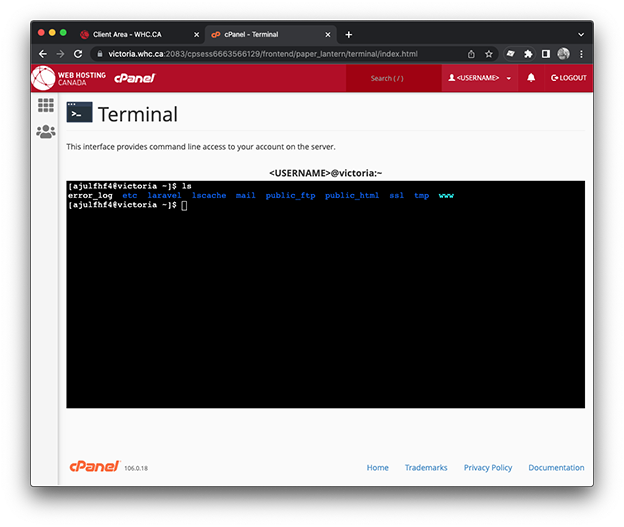 Client Area - WHC.CA
cPanel - Terminal
victoria.whc.ca:2083/cpsess6663566129/frontend/paper_lantern/terminal/index.html
WEB HOSTING
CANADA
cPanel
Search ( / )
<USERNAME>
LOGOUT
>_ Terminal
This interface provides command line access to your account on the server.
<USERNAME>@victoria:~
[ajulfhf4@victoria ~]$ ls
error_log etc laravel lscache mail public_ftp public_html ssl tmp www
[ajulfhf4@victoria ~]$
cPanel 106.0.18
Home Trademarks Privacy Policy Documentation